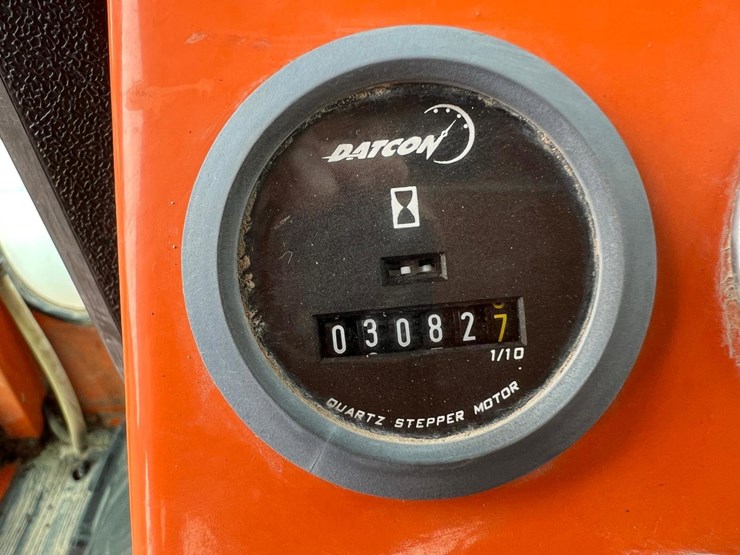 DATCON
030827
1/10
QUARTZ STEPPER MOTOR